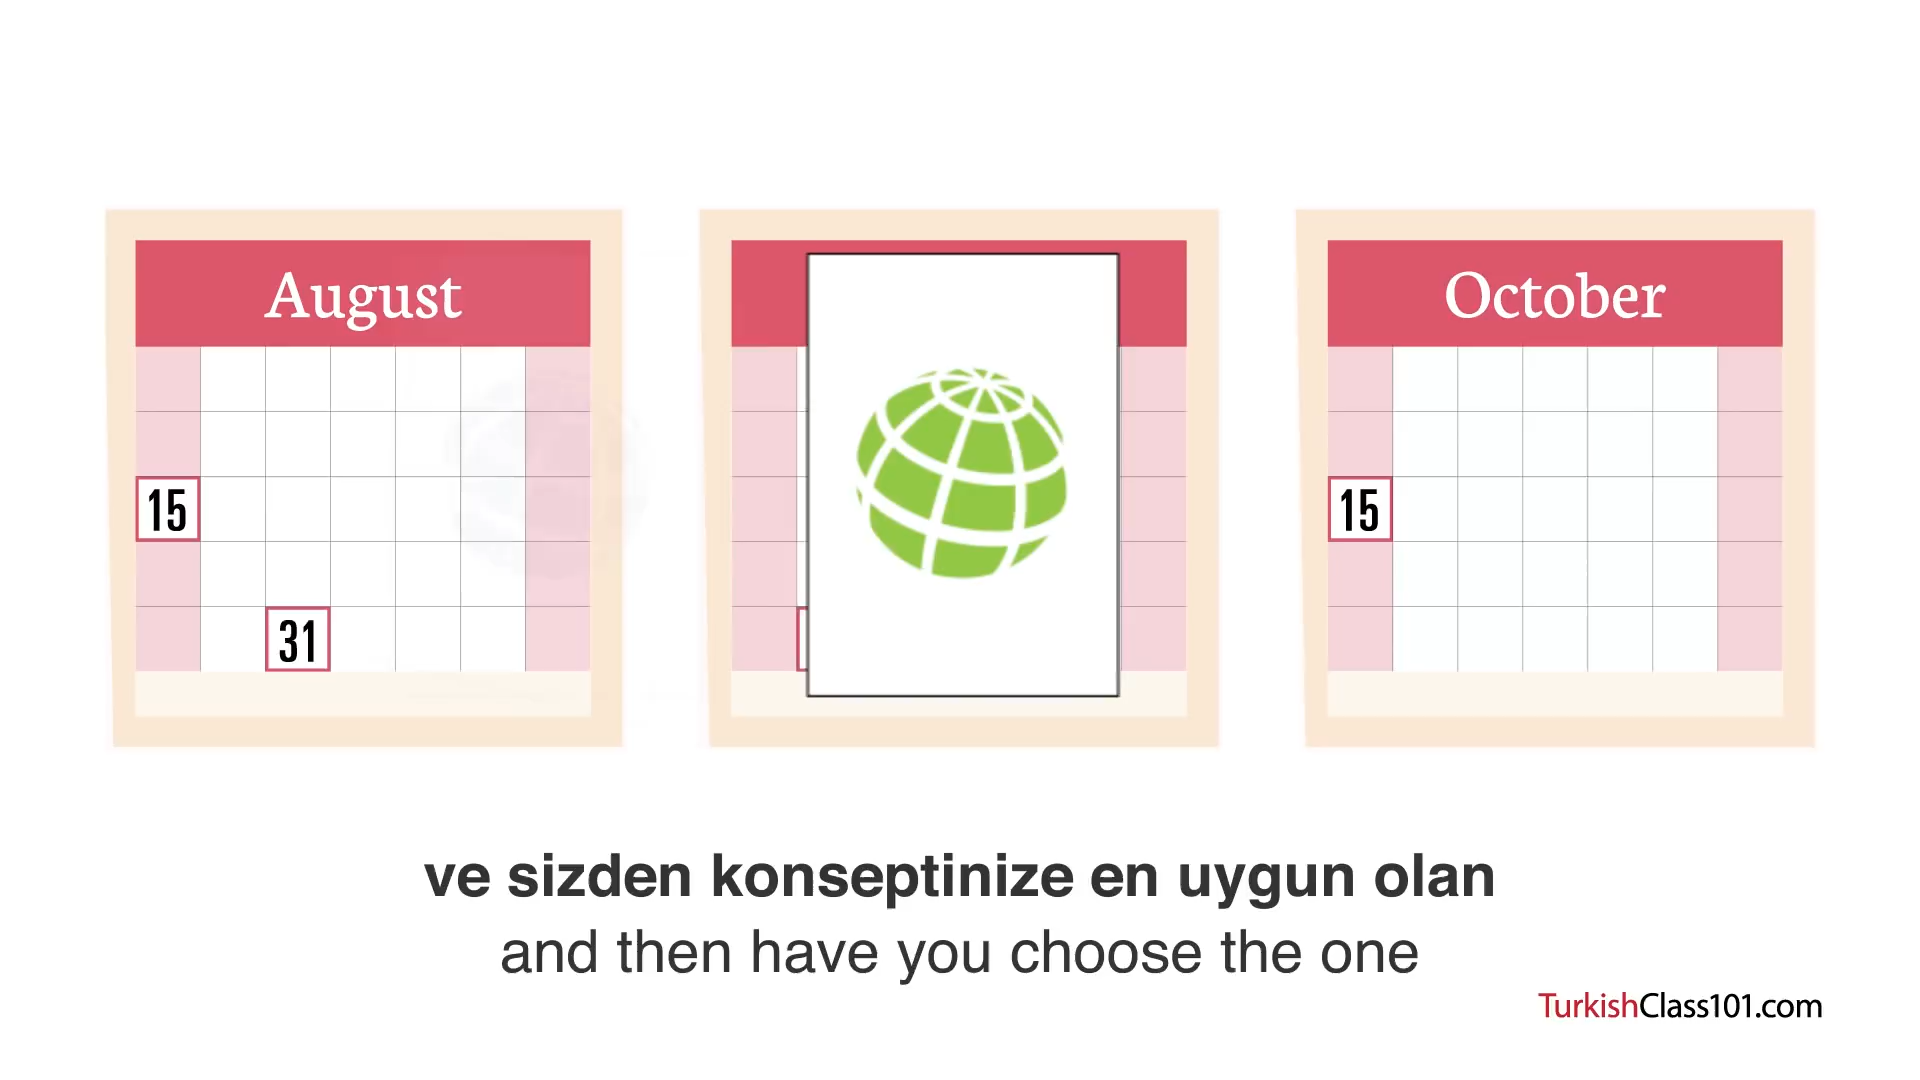 August
October
15
15
31
ve sizden konseptinize en uygun olan
and then have you choose the one
TurkishClass101.com